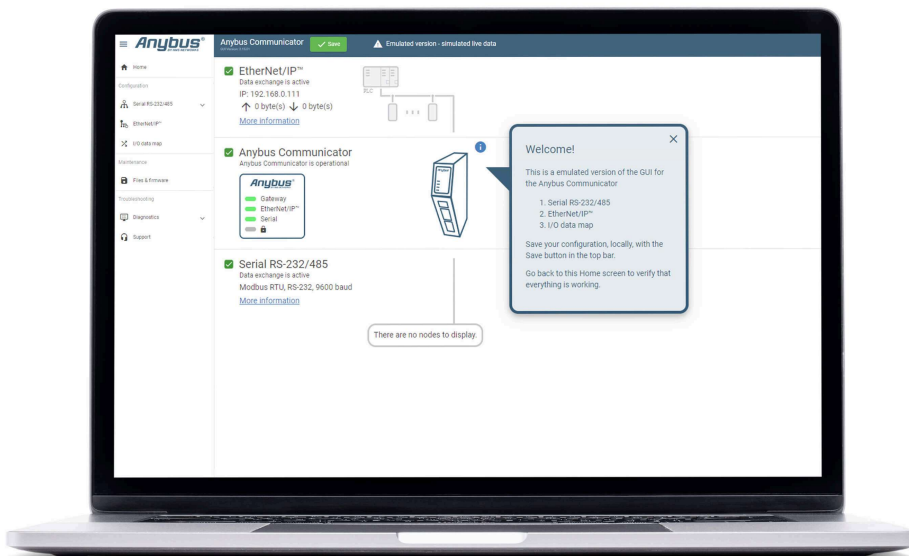 Anybus®
BY HMS NETWORKS
Anybus Communicator
Save
Emulated version - simulated live data
Home
Configuration
Serial RS-232/485
EtherNet/IP™
I/O data map
Maintenance
Files & firmware
Troubleshooting
Diagnostics
Support
EtherNet/IP™
Data exchange is active
IP: 192.168.0.111
0 byte(s) 0 byte(s)
More information
PLC
Anybus Communicator
Anybus Communicator is operational
Anybus®
Gateway
EtherNet/IP™
Serial
Anybus
Serial RS-232/485
Data exchange is active
Modbus RTU, RS-232, 9600 baud
More information
There are no nodes to display.
Welcome!
This is a emulated version of the GUI for
the Anybus Communicator
1. Serial RS-232/485
2. EtherNet/IP™
3. I/O data map
Save your configuration, locally, with the
Save button in the top bar.
Go back to this Home screen to verify that
everything is working.